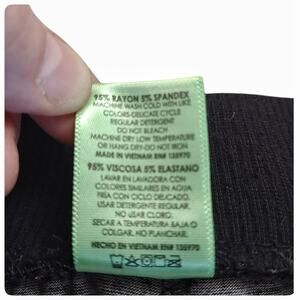 95% RAYON 5% SPANDEX
MACHINE WASH COLD WITH LIKE
COLORS-DELICATE CYCLE
REGULAR DETERGENT
DO NOT BLEACH
MACHINE DRY LOW TEMPERATURE
OR HANG DRY-DO NOT IRON
MADE IN VIETNAM RN# 135970
95% VISCOSA 5% ELASTANO
LAVAR EN LAVADORA CON
COLORES SIMILARES EN AGUA
FRÍA CON CICLO DELICADO.
USAR DETERGENTE REGULAR.
NO USAR CLORO.
SECAR A TEMPERATURA BAJA O
COLGAR. NO PLANCHAR.
HECHO EN VIETNAM RN# 135970